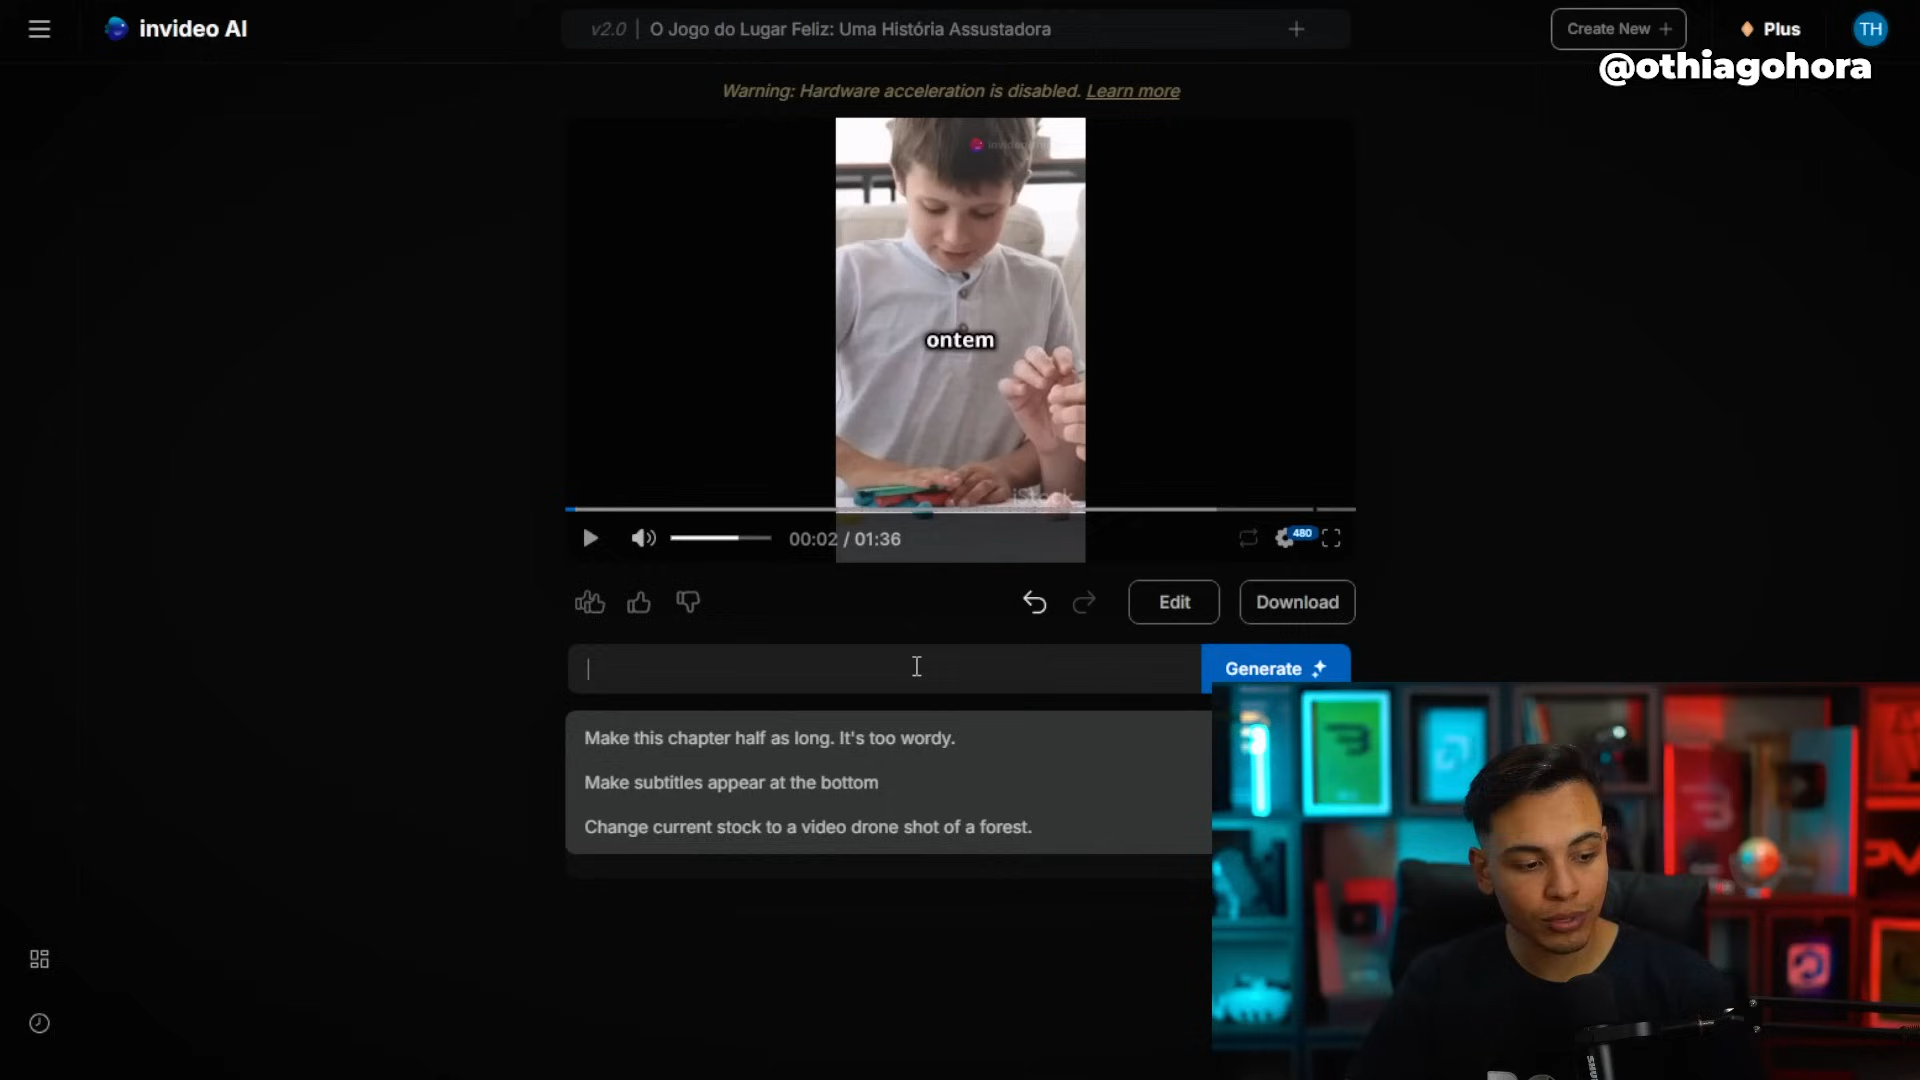 invideo AI
v2.0 | O Jogo do Lugar Feliz: Uma História Assustadora
Create New
Plus
TH
@othiagohora
Warning: Hardware acceleration is disabled. Learn more
ontem
iStock
00:02 / 01:36
480
Edit
Download
Generate
Make this chapter half as long. It's too wordy.
Make subtitles appear at the bottom
Change current stock to a video drone shot of a forest.